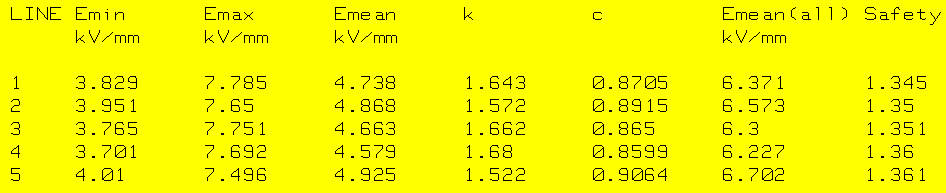 LINE Emin Emax Emean k c Emean(all) Safety
kV/mm kV/mm kV/mm kV/mm
1 3.829 7.785 4.738 1.643 0.8705 6.371 1.345
2 3.951 7.65 4.868 1.572 0.8915 6.573 1.35
3 3.765 7.751 4.663 1.662 0.865 6.3 1.351
4 3.701 7.692 4.579 1.68 0.8599 6.227 1.36
5 4.01 7.496 4.925 1.522 0.9064 6.702 1.361